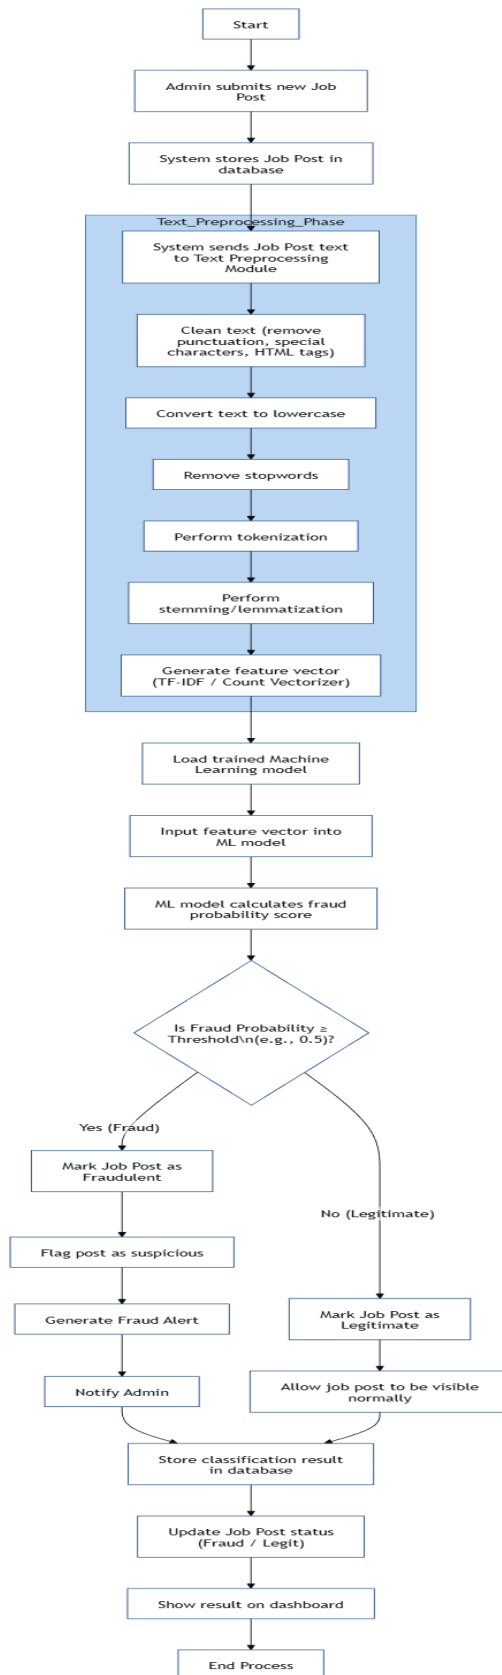 Start
Admin submits new Job
Post
System stores Job Post in
database
Text_Preprocessing_Phase
System sends Job Post text
to Text Preprocessing
Module
Clean text (remove
punctuation, special
characters, HTML tags)
Convert text to lowercase
Remove stopwords
Perform tokenization
Perform
stemming/lemmatization
Generate feature vector
(TF-IDF / Count Vectorizer)
Load trained Machine
Learning model
Input feature vector into
ML model
ML model calculates fraud
probability score
Is Fraud Probability ≥
Threshold\n(e.g., 0.5)?
Yes (Fraud)
Mark Job Post as
Fraudulent
Flag post as suspicious
Generate Fraud Alert
Notify Admin
No (Legitimate)
Mark Job Post as
Legitimate
Allow job post to be visible
normally
Store classification result
in database
Update Job Post status
(Fraud / Legit)
Show result on dashboard
End Process